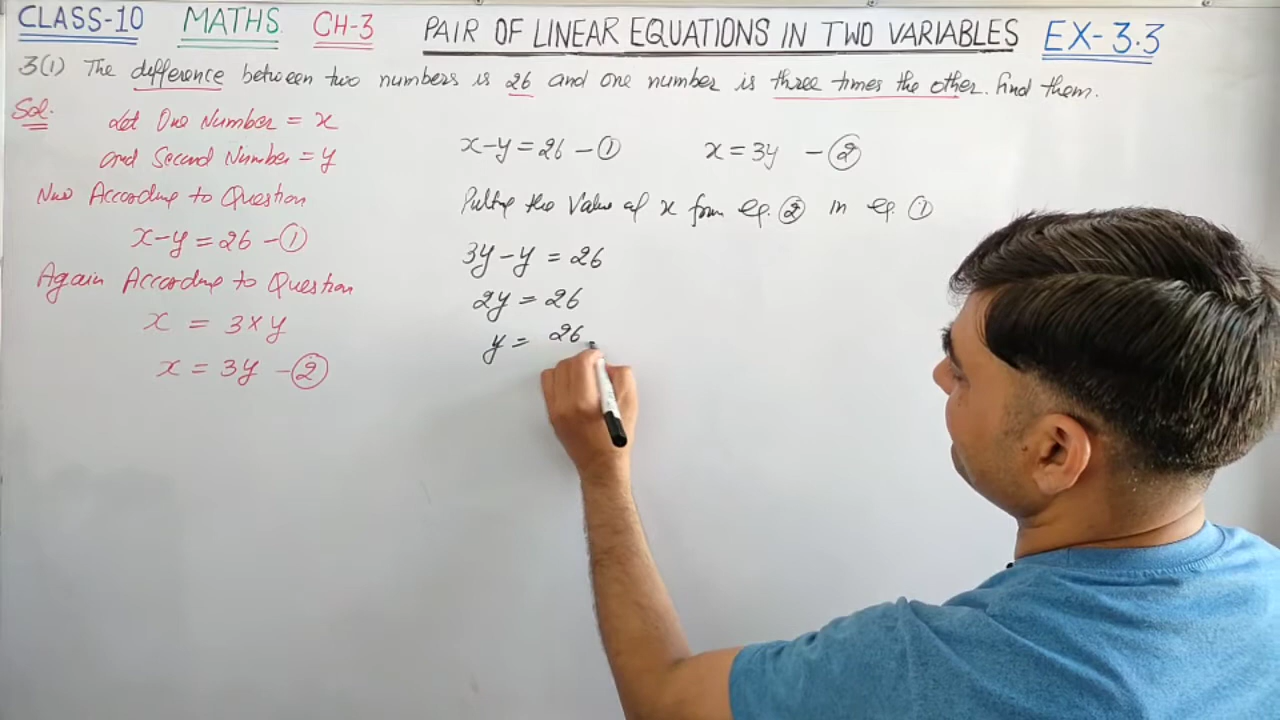 CLASS-10 MATHS. CH-3 PAIR OF LINEAR EQUATIONS IN TWO VARIABLES EX-3.3
3(1) The difference between two numbers is 26 and one number is three times the other. find them.
Sol.
Let One Number = x
and Second Number = y
Now According to Question
x-y = 26 - ①
Again According to Question
x = 3×y
x = 3y - ②
x-y = 26 - ① x = 3y - ②
Putting the Value of x from eq. ② in eq. ①
3y - y = 26
2y = 26
y = 26